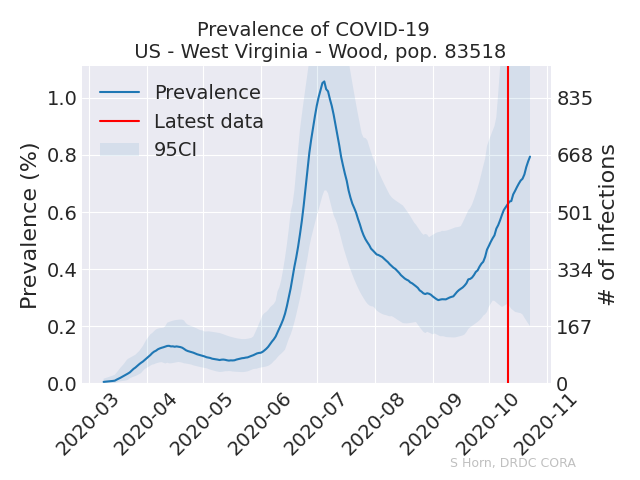 Prevalence of COVID-19
US - West Virginia - Wood, pop. 83518
Prevalence
Latest data
95CI
Prevalence (%)
1.0
0.8
0.6
0.4
0.2
0.0
835
668
501
334
167
0
# of infections
2020-03
2020-04
2020-05
2020-06
2020-07
2020-08
2020-09
2020-10
2020-11
S Horn, DRDC CORA